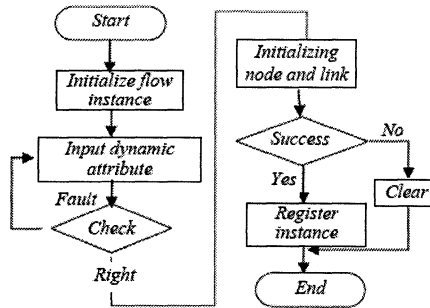 Start
Initialize flow
instance
Input dynamic
attribute
Fault
Check
Right
Initializing
node and link
Success
No
Yes
Clear
Register
instance
End